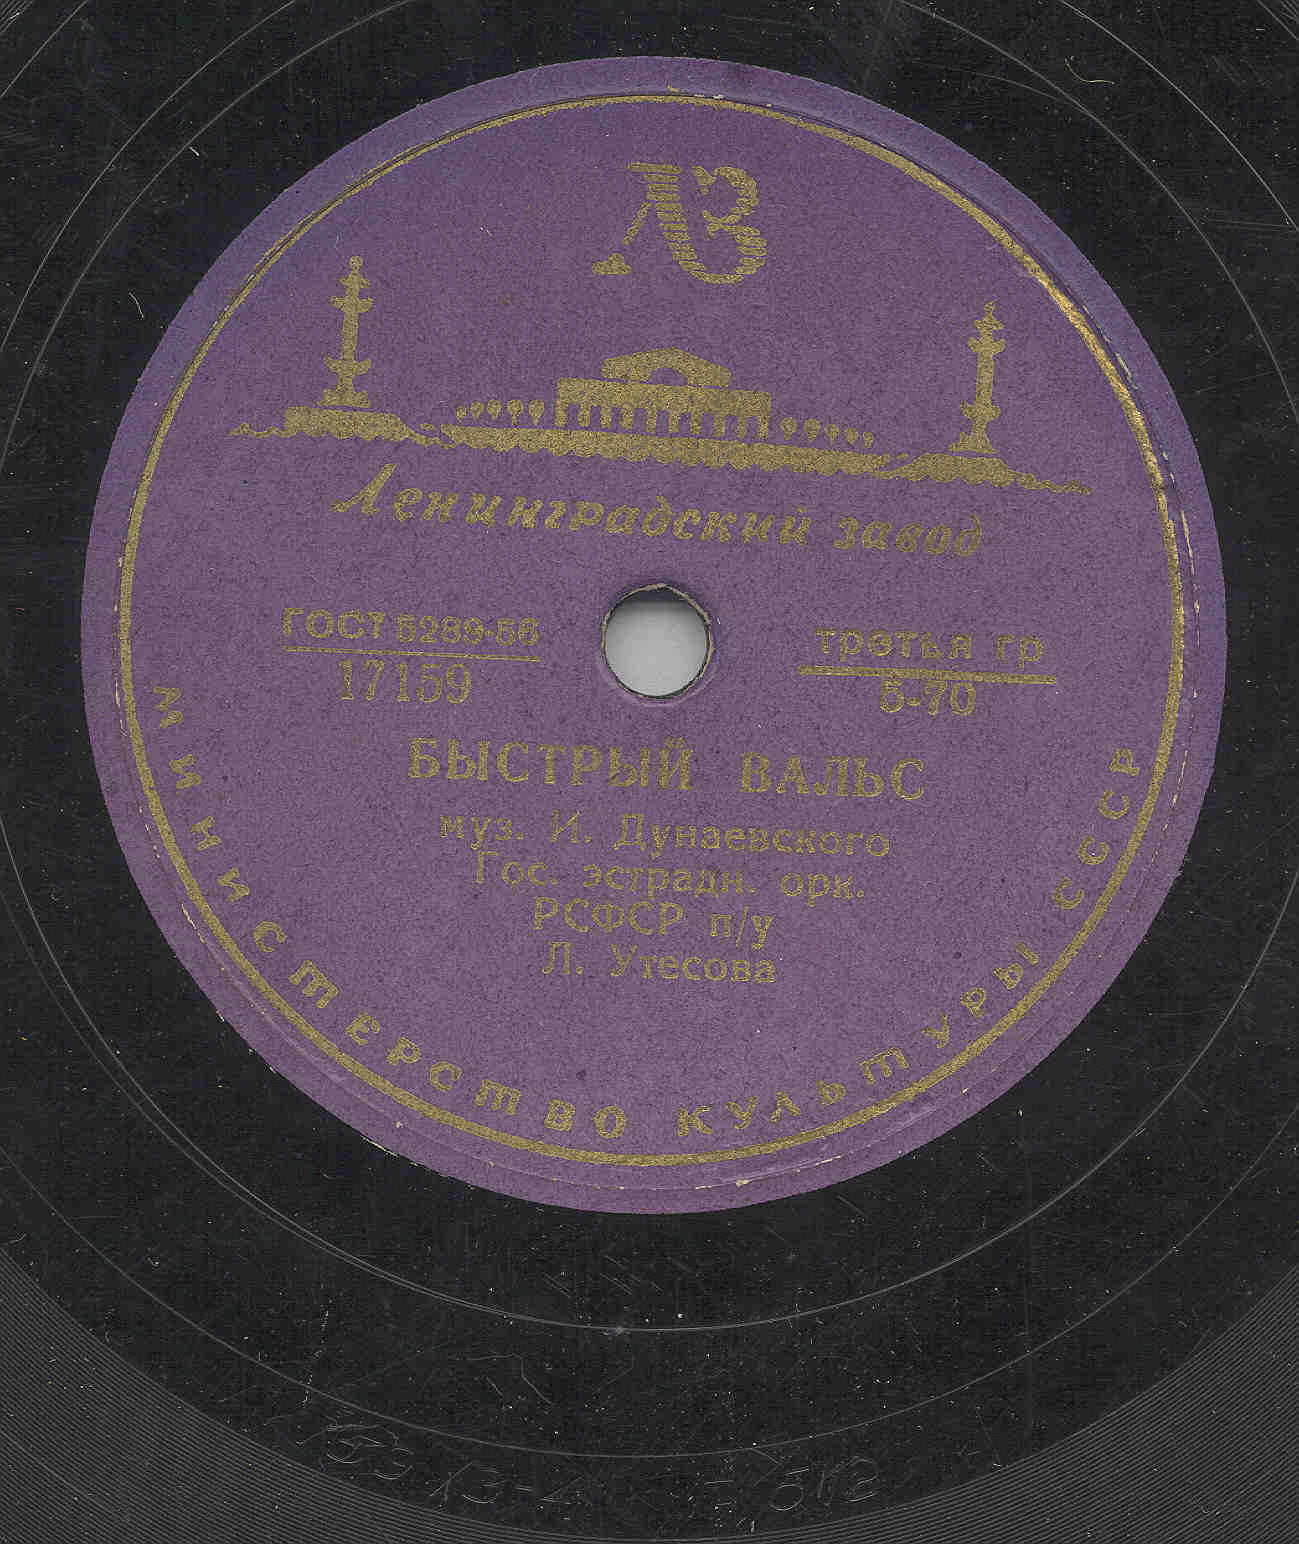 ЛЗ
Ленинградский завод
ГОСТ 5289-56
17159
третья гр
5-70
БЫСТРЫЙ ВАЛЬС
муз. И. Дунаевского
Гос. эстрадн. орк.
РСФСР п/у
Л. Утесова
МИНИСТЕРСТВО КУЛЬТУРЫ СССР